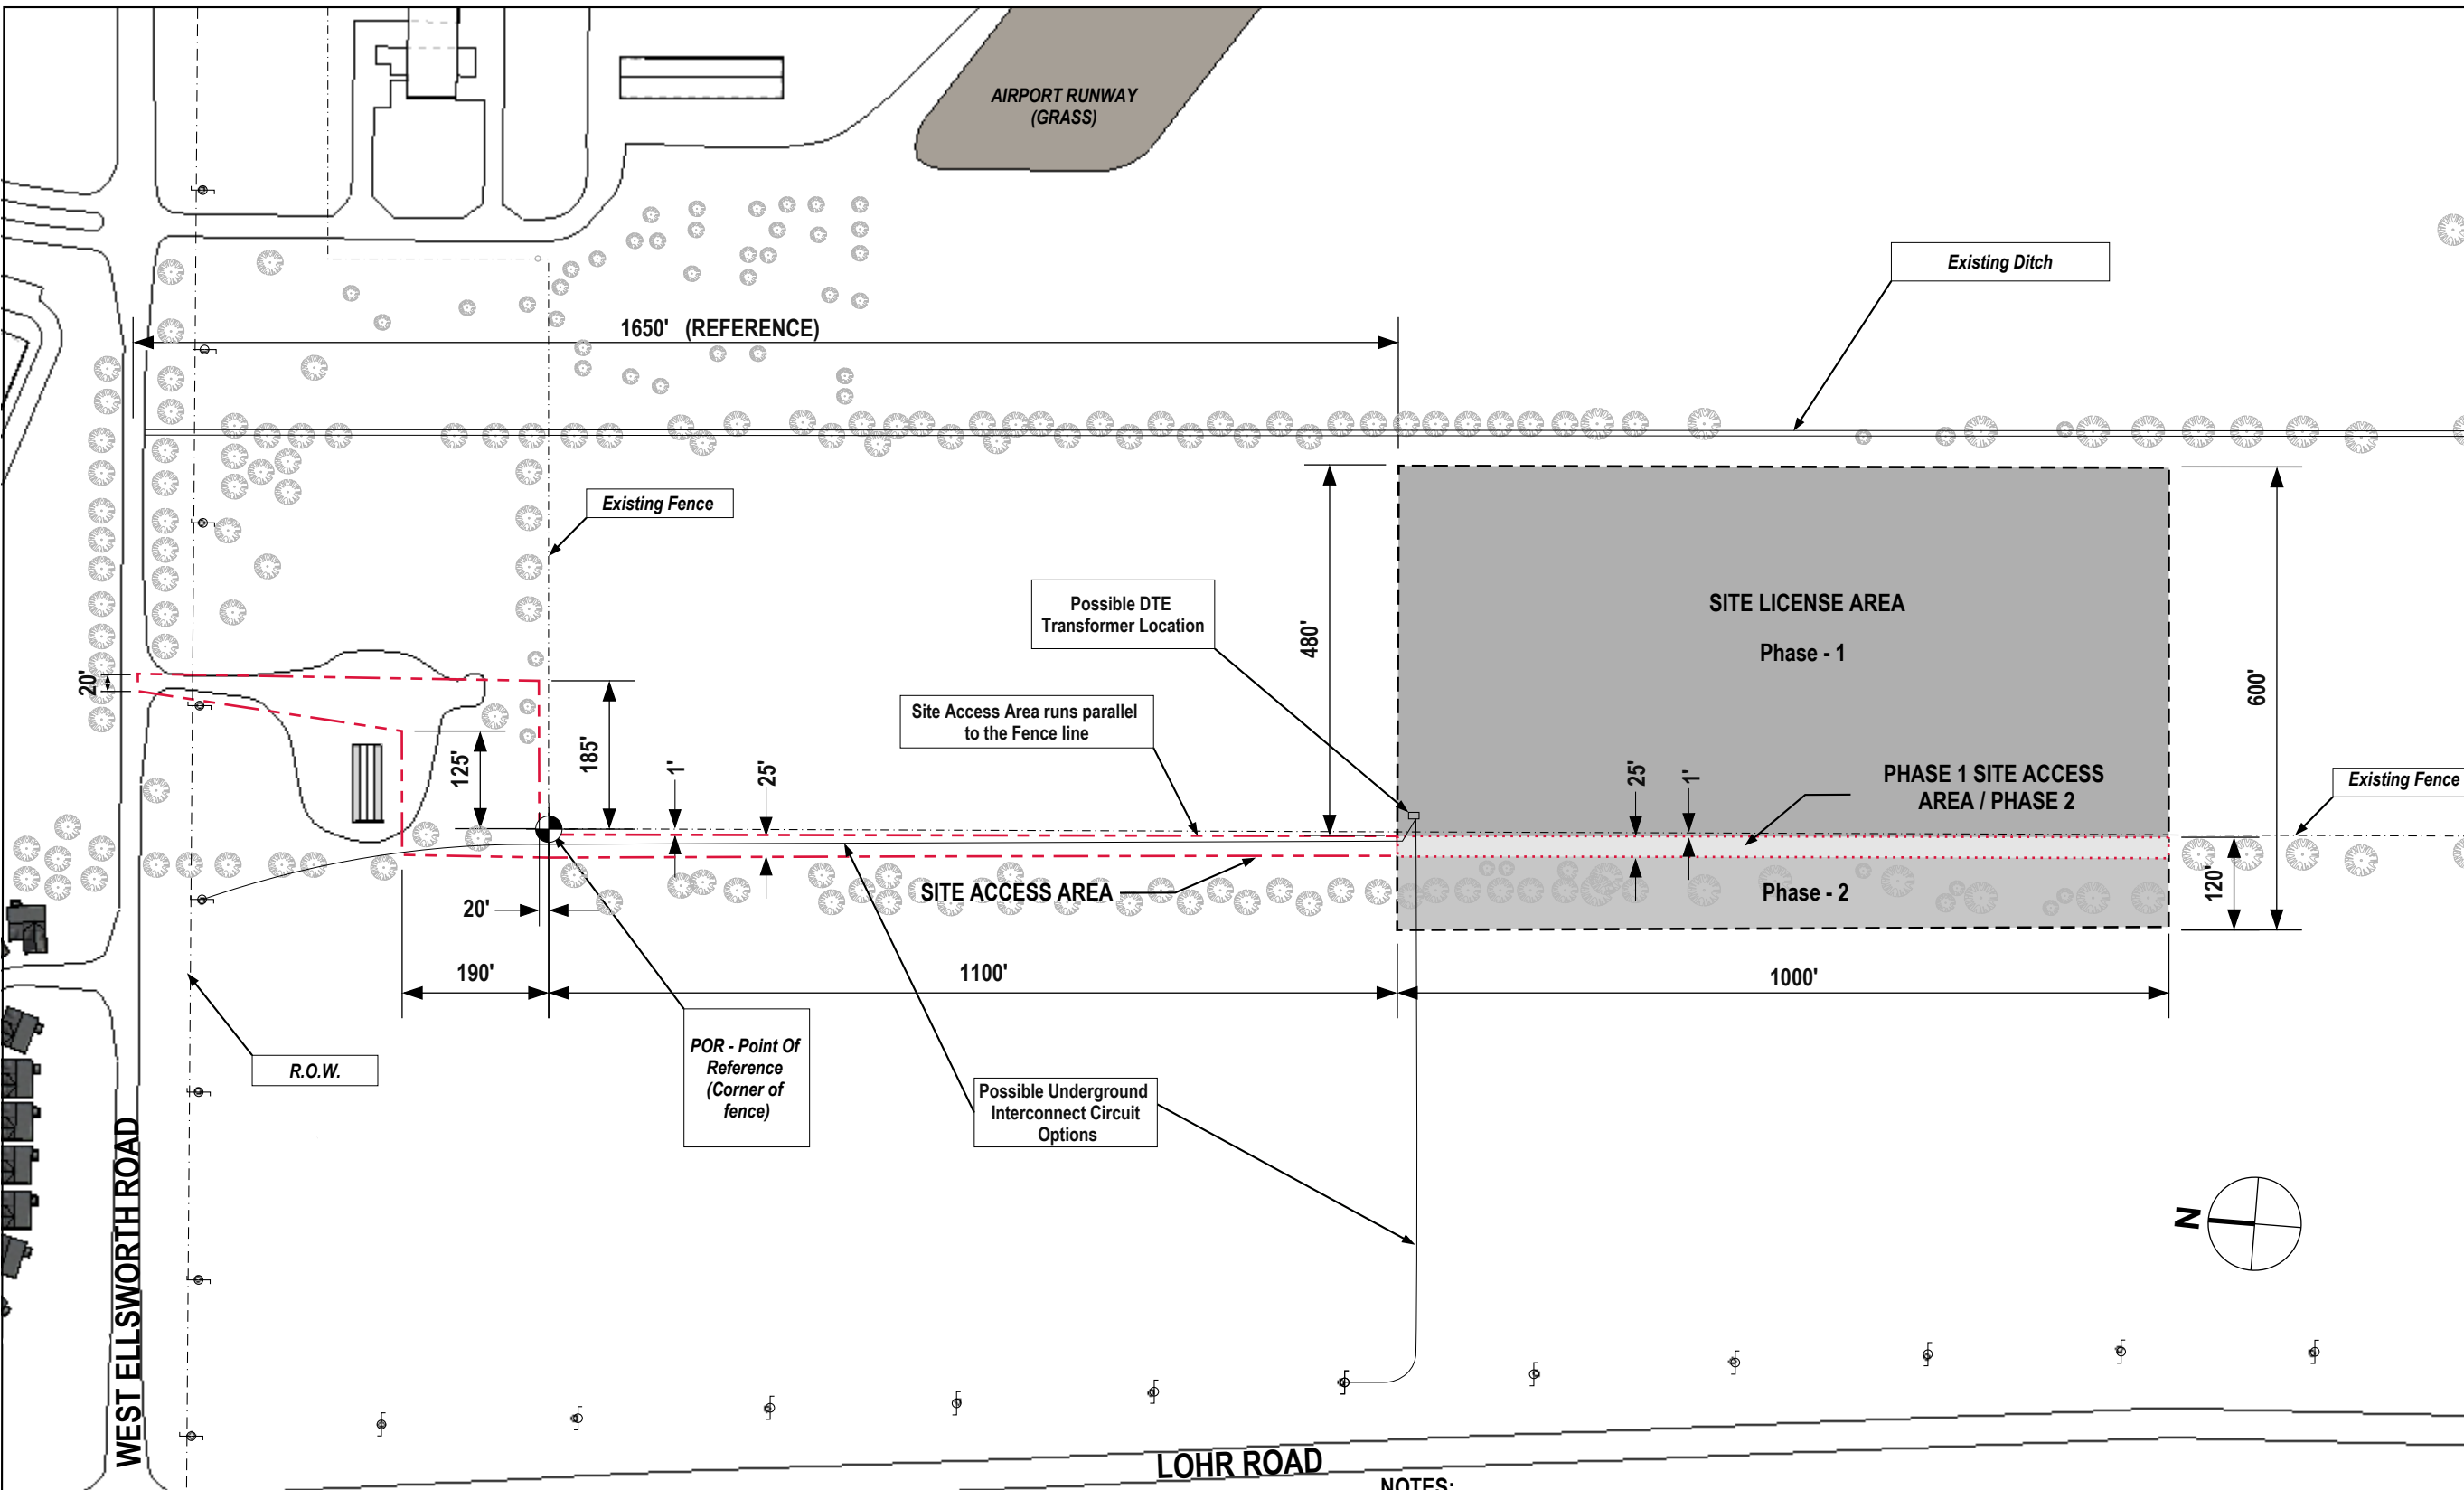 AIRPORT RUNWAY
(GRASS)
Existing Ditch
1650' (REFERENCE)
Existing Fence
Possible DTE
Transformer Location
480'
SITE LICENSE AREA
Phase - 1
600'
20'
Site Access Area runs parallel
to the Fence line
125'
185'
1'
25'
25'
1'
PHASE 1 SITE ACCESS
AREA / PHASE 2
Existing Fence
SITE ACCESS AREA
Phase - 2
120'
20'
190'
1100'
1000'
R.O.W.
POR - Point Of
Reference
(Corner of
fence)
Possible Underground
Interconnect Circuit
Options
N
WEST ELLSWORTH ROAD
LOHR ROAD
NOTES: